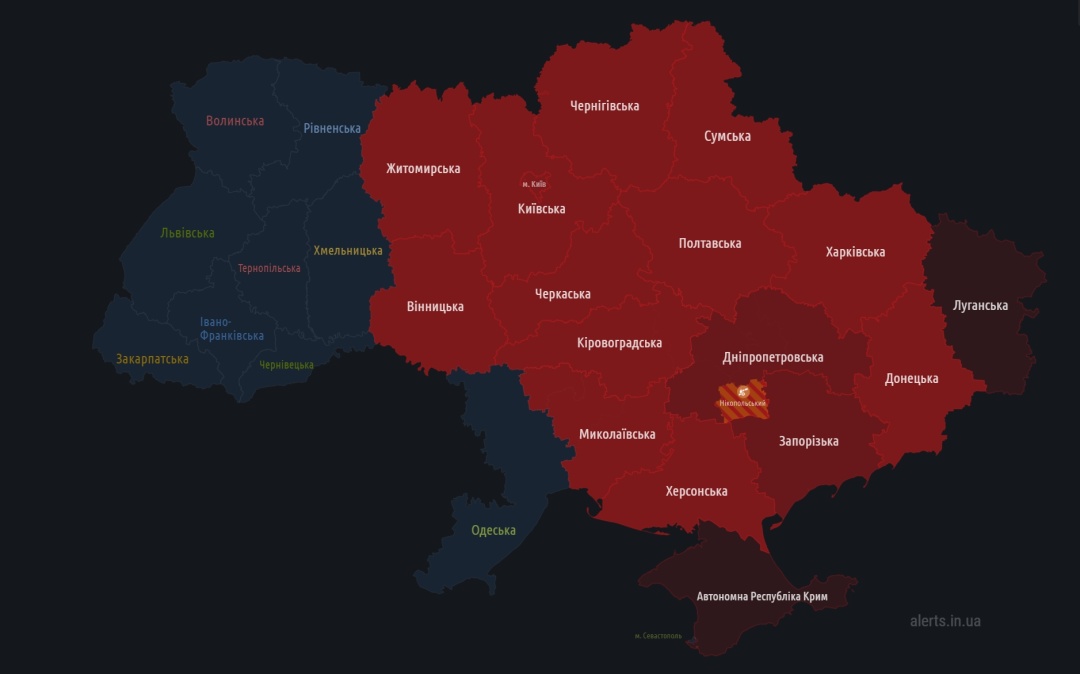 Чернігівська
Волинська
Рівненська
Сумська
Житомирська
м. Київ
Київська
Львівська
Полтавська
Хмельницька
Харківська
Тернопільська
Черкаська
Вінницька
Луганська
Івано-
Франківська
Кіровоградська
Закарпатська
Чернівецька
Дніпропетровська
Донецька
Нікопольський
Миколаївська
Запорізька
Херсонська
Одеська
Автономна Республіка Крим
alerts.in.ua
м. Севастополь